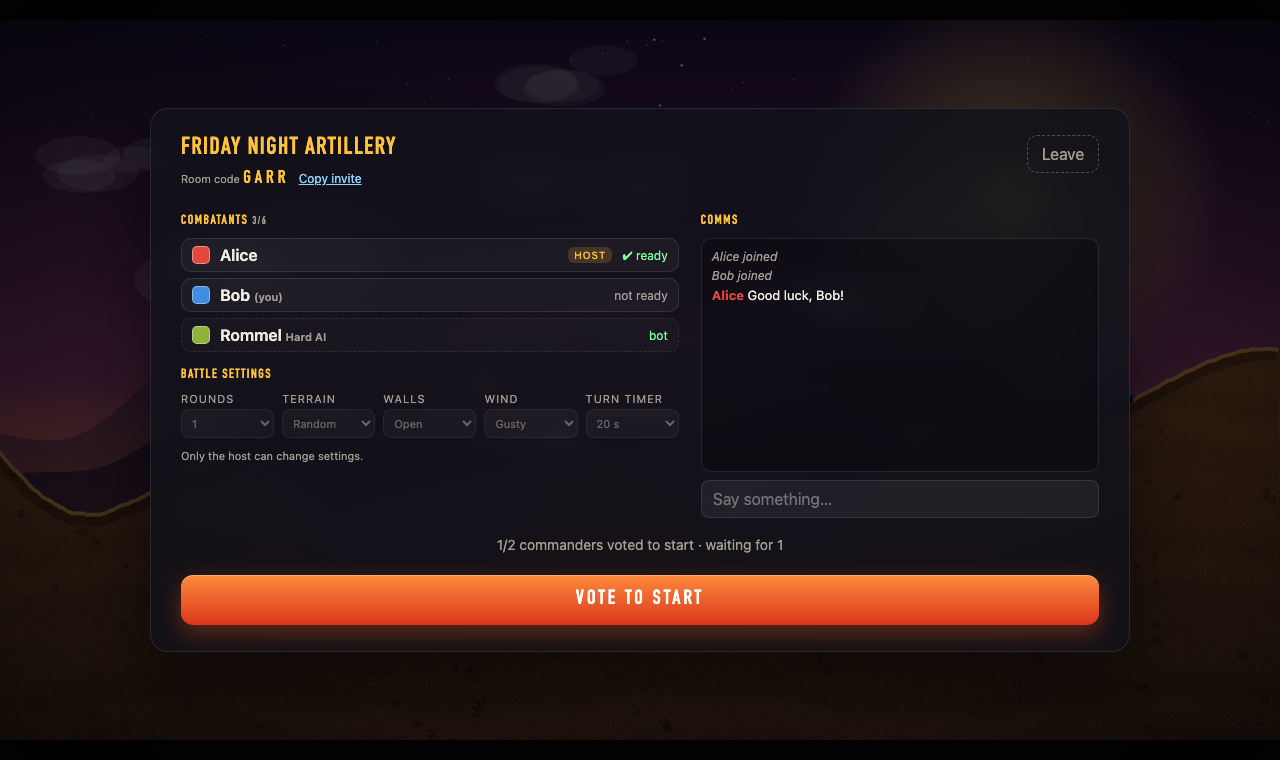 FRIDAY NIGHT ARTILLERY
Leave
Room code GARR Copy invite
COMBATANTS 3/6
Alice HOST ✔ ready
Bob (you) not ready
Rommel Hard AI bot
BATTLE SETTINGS
ROUNDS TERRAIN WALLS WIND TURN TIMER
1 Random Open Gusty 20 s
Only the host can change settings.
COMMS
Alice joined
Bob joined
Alice Good luck, Bob!
Say something...
1/2 commanders voted to start · waiting for 1
VOTE TO START